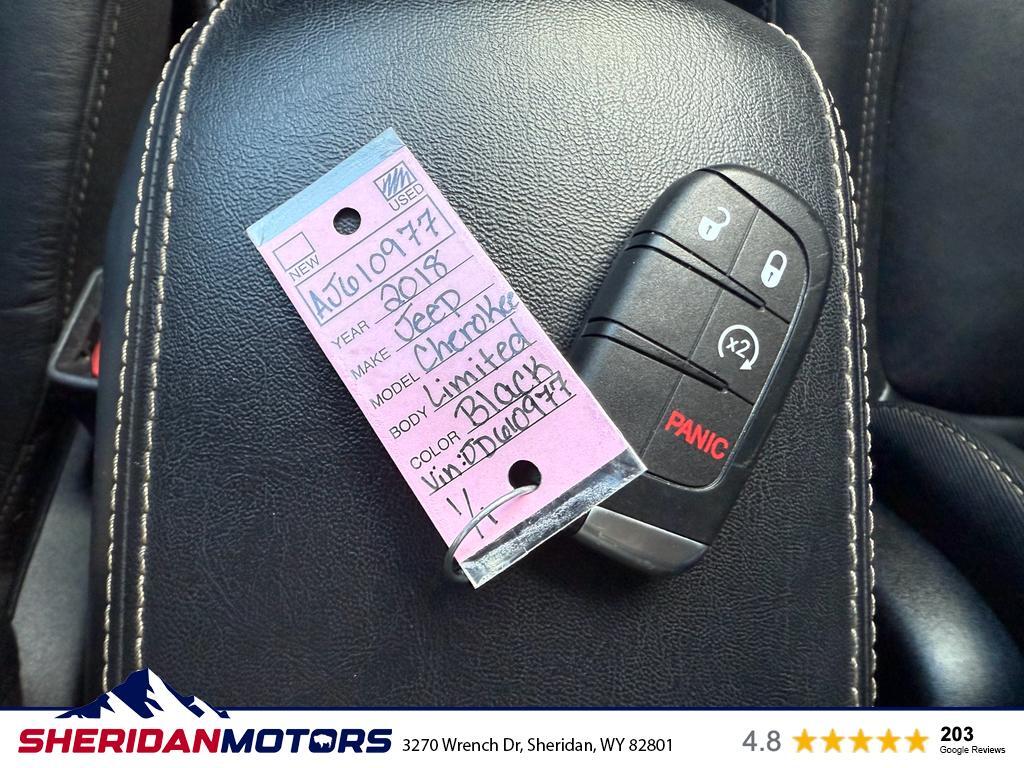 USED
NEW
AJ610977
YEAR 2018
MAKE Jeep
MODEL Cherokee
BODY Limited
COLOR Black
Vin: JD610977
1/1
x2
PANIC
SHERIDANMOTORS 3270 Wrench Dr, Sheridan, WY 82801 4.8 203
Google Reviews